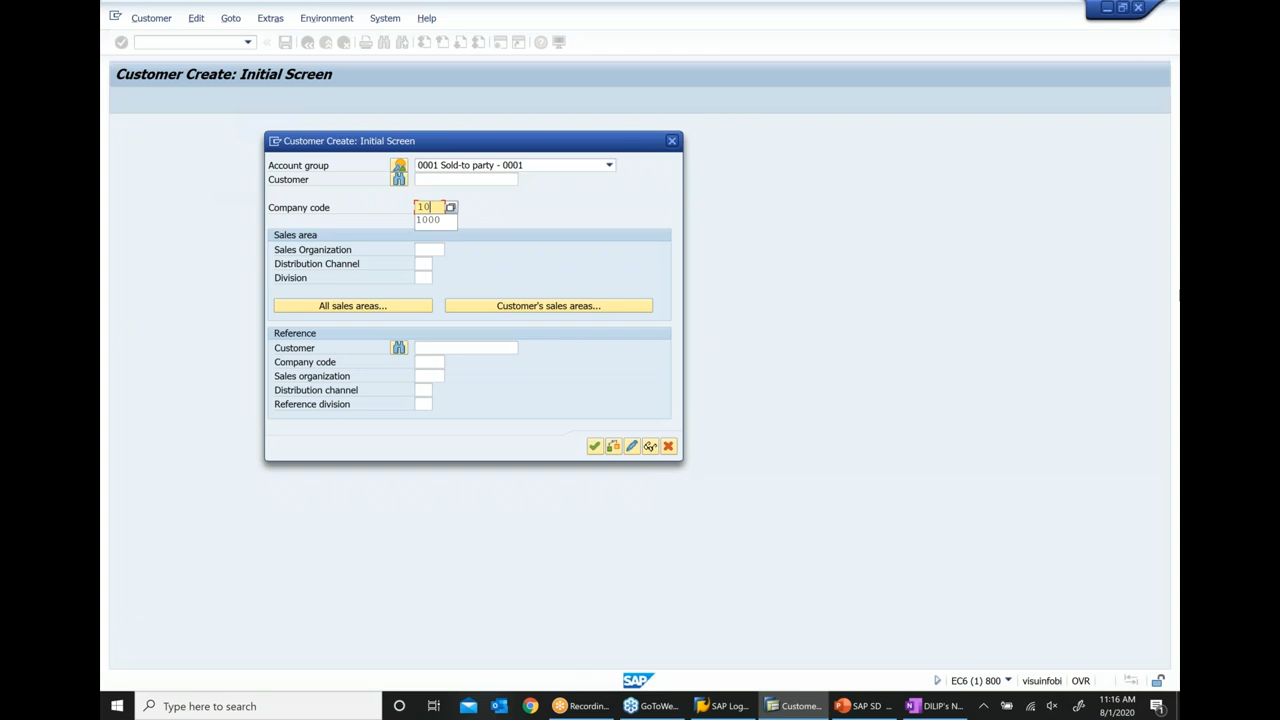 Customer Edit Goto Extras Environment System Help
Customer Create: Initial Screen
Customer Create: Initial Screen
Account group 0001 Sold-to party - 0001
Customer
Company code 10
1000
Sales area
Sales Organization
Distribution Channel
Division
All sales areas... Customer's sales areas...
Reference
Customer
Company code
Sales organization
Distribution channel
Reference division
SAP EC6 (1) 800 visuinfobi OVR
Type here to search Recordin... GoToWe... SAP Log... Custome... SAP SD ... DILIP's N... 11:16 AM
8/1/2020 1